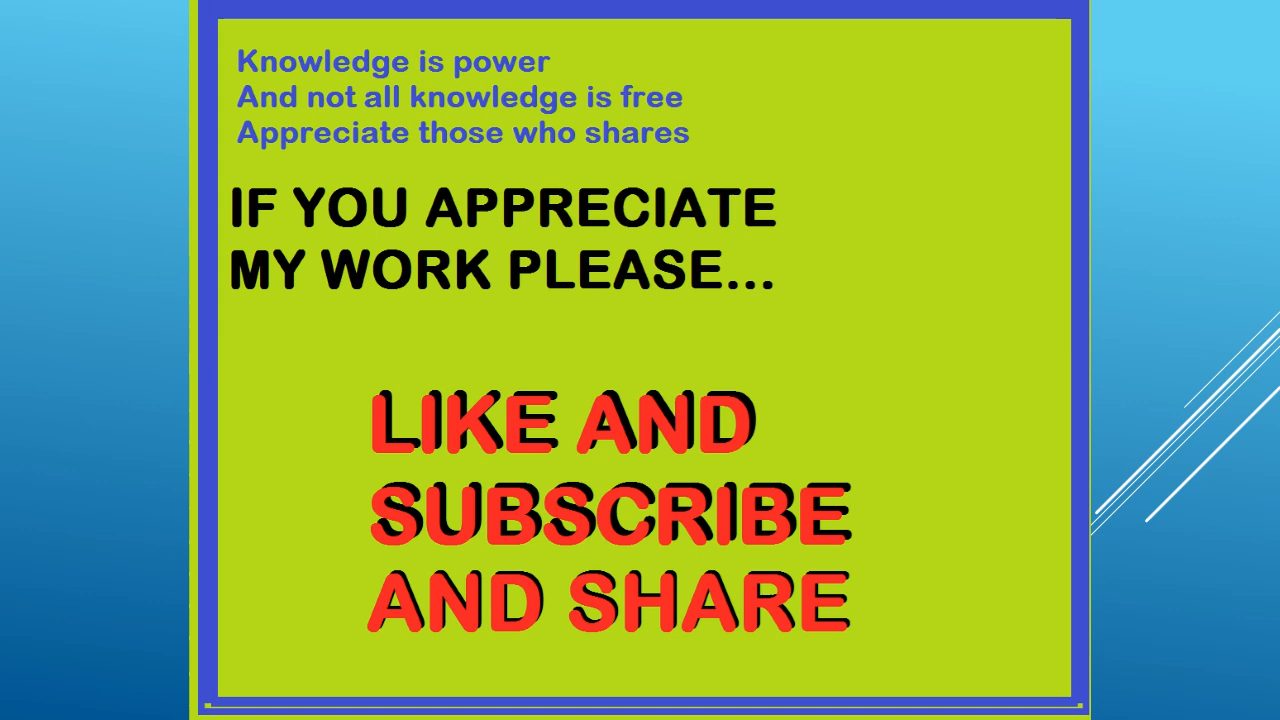 Knowledge is power
And not all knowledge is free
Appreciate those who shares
IF YOU APPRECIATE
MY WORK PLEASE...
LIKE AND
SUBSCRIBE
AND SHARE